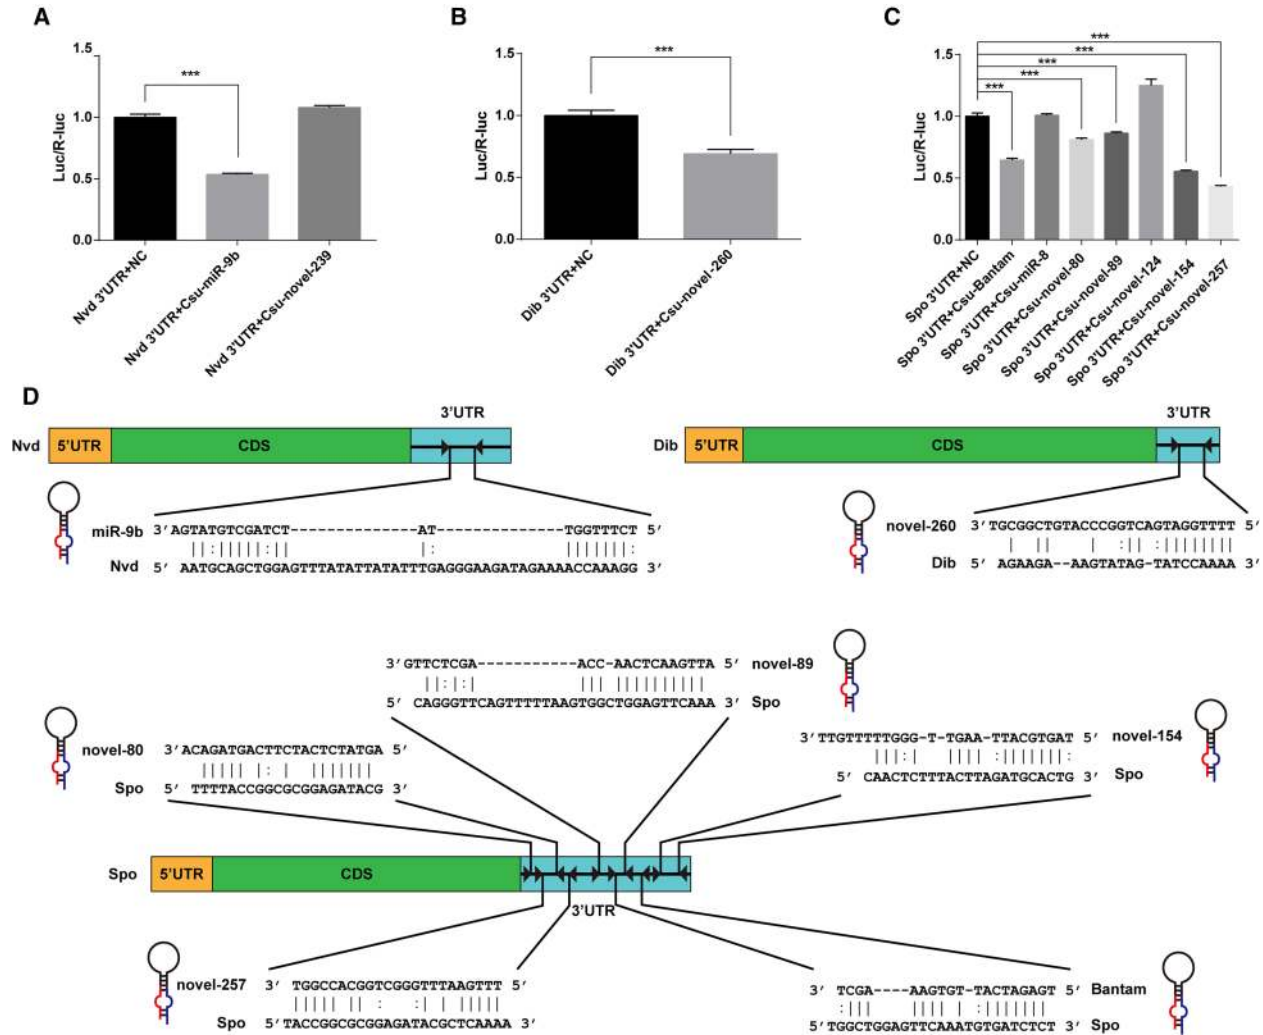 A
Luc/R-luc
1.5
1.0
0.5
0.0
***
Nvd 3'UTR+NC
Nvd 3'UTR+Csu-miR-9b
Nvd 3'UTR+Csu-novel-239
B
Luc/R-luc
1.5
1.0
0.5
0.0
***
Dib 3'UTR+NC
Dib 3'UTR+Csu-novel-260
C
Luc/R-luc
1.5
1.0
0.5
0.0
***
***
***
***
***
Spo 3'UTR+NC
Spo 3'UTR+Csu-Bantam
Spo 3'UTR+Csu-miR-8
Spo 3'UTR+Csu-novel-80
Spo 3'UTR+Csu-novel-89
Spo 3'UTR+Csu-novel-124
Spo 3'UTR+Csu-novel-154
Spo 3'UTR+Csu-novel-257
D
3'UTR
Nvd 5'UTR CDS
miR-9b 3' AGTATGTCGATCT--------------AT-------------TGGTTTCT 5'
Nvd 5' AATGCAGCTGGAGTTTATATTATATTTGAGGGAAGATAGAAAACCAAAGG 3'
3'UTR
Dib 5'UTR CDS
novel-260 3' TGCGGCTGTACCCGGTCAGTAGGTTTT 5'
Dib 5' AGAAGA--AAGTATAG-TATCCAAAA 3'
3' GTTCTCGA-----------ACC-AACTCAAGTTA 5' novel-89
5' CAGGGTTCAGTTTTTAAGTGGCTGGAGTTCAAA 3' Spo
novel-80 3' ACAGATGACTTCTACTCTATGA 5'
Spo 5' TTTTACCGGCGCGGAGATACG 3'
3' TTGTTTTTGGG-T-TGAA-TTACGTGAT 5' novel-154
5' CAACTCTTTACTTAGATGCACTG 3' Spo
Spo 5'UTR CDS
3'UTR
novel-257 3' TGGCCACGGTCGGGTTTAAGTTT 5'
Spo 5' TACCGGCGCGGAGATACGCTCAAAA 3'
3' TCGA----AAGTGT-TACTAGAGT 5' Bantam
5' TGGCTGGAGTTCAAATGTGATCTCT 3' Spo